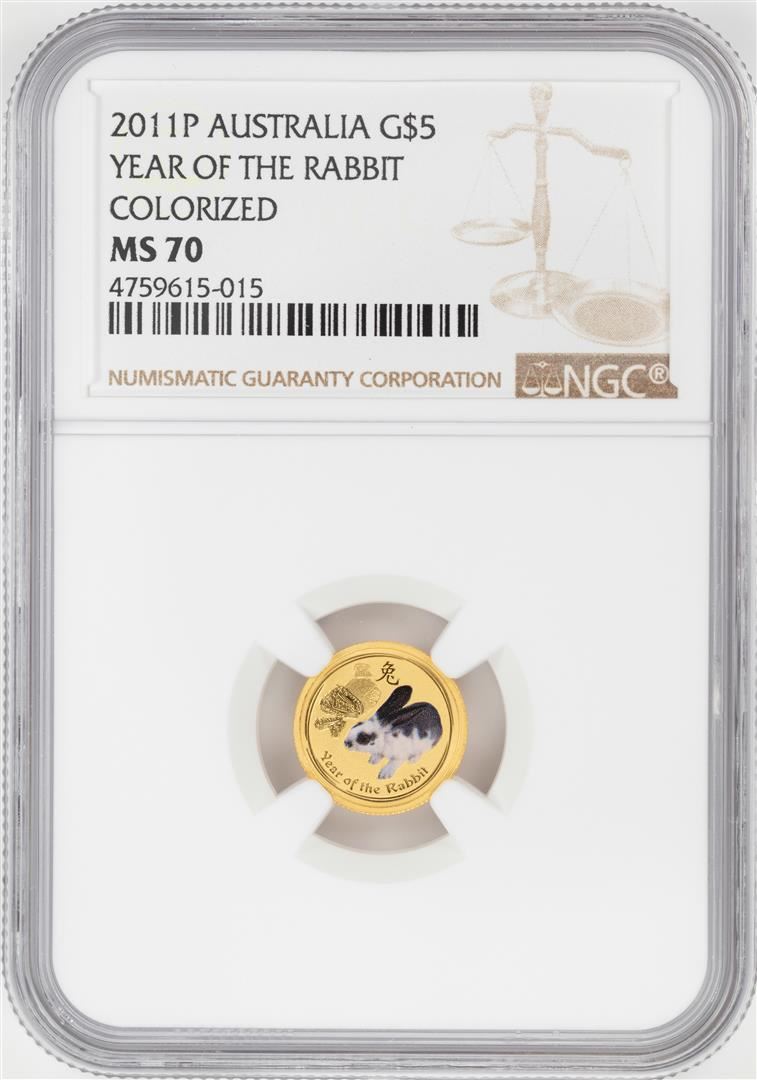 2011P AUSTRALIA G$5
YEAR OF THE RABBIT
COLORIZED
MS 70
4759615-015
NUMISMATIC GUARANTY CORPORATION
NGC®
兔
Year of the Rabbit